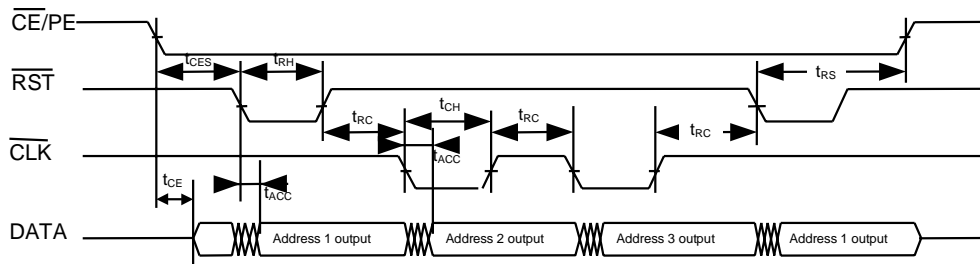 CE/PE
tCES
tRH
tRS
RST
tRC
tCH
tRC
tRC
CLK
tACC
tCE
tACC
DATA
Address 1 output
Address 2 output
Address 3 output
Address 1 output